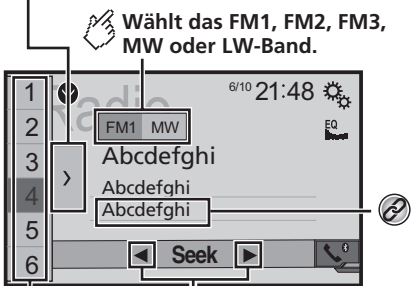 Wählt das FM1, FM2, FM3,
MW oder LW-Band.
Radio
6/10 21:48
EQ
FM1 MW
1
2
3
4
5
6
Abcdefghi
Abcdefghi
Abcdefghi
Seek